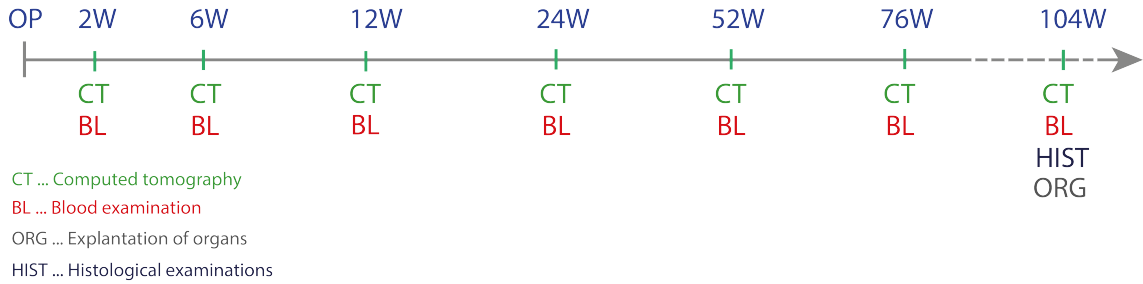 OP 2W 6W 12W 24W 52W 76W 104W
CT CT CT CT CT CT CT
BL BL BL BL BL BL BL
HIST
ORG
CT ... Computed tomography
BL ... Blood examination
ORG ... Explantation of organs
HIST ... Histological examinations